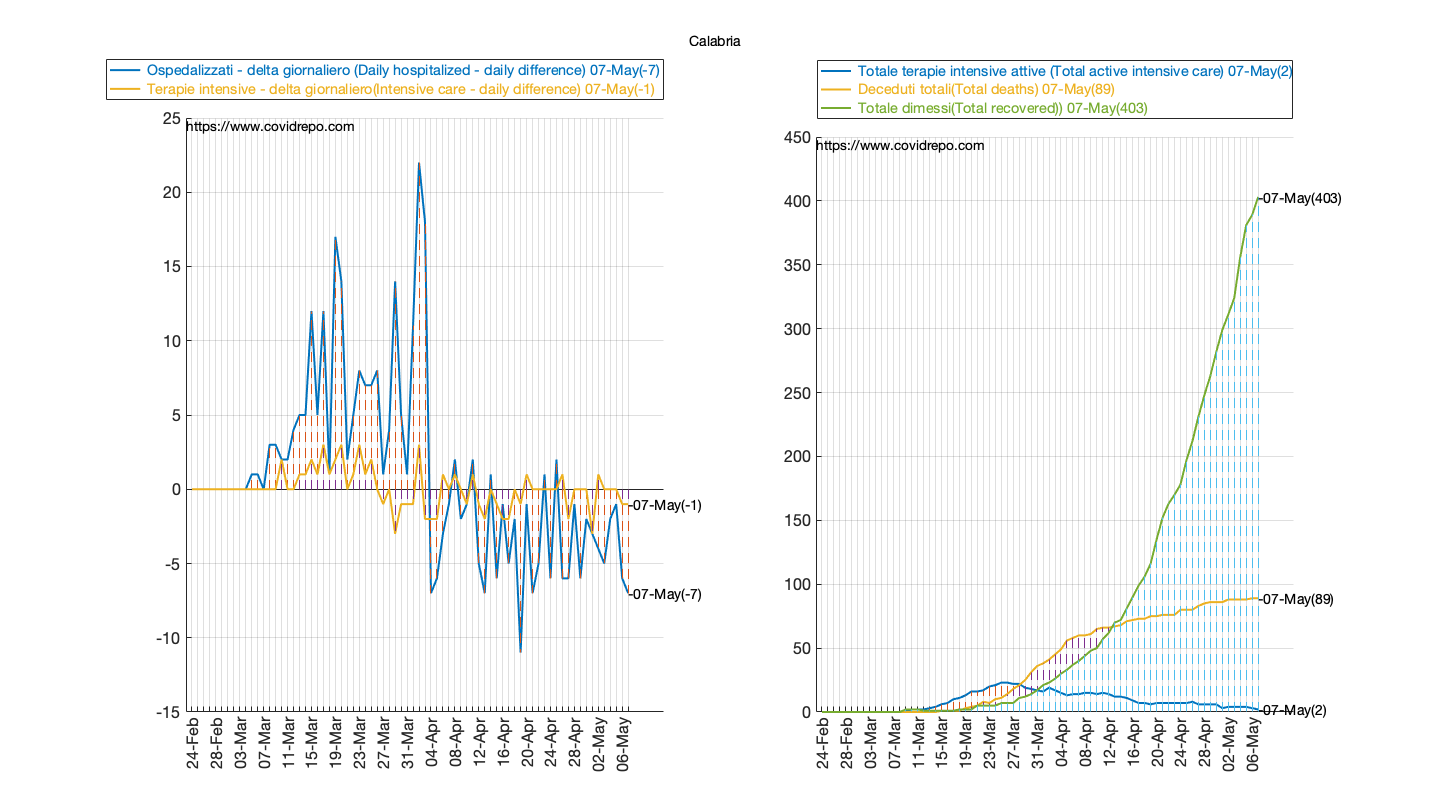 Calabria
Ospedalizzati - delta giornaliero (Daily hospitalized - daily difference) 07-May(-7)
Terapie intensive - delta giornaliero(Intensive care - daily difference) 07-May(-1)
https://www.covidrepo.com
25
20
15
10
5
0
-5
-10
-15
07-May(-1)
07-May(-7)
24-Feb
28-Feb
03-Mar
07-Mar
11-Mar
15-Mar
19-Mar
23-Mar
27-Mar
31-Mar
04-Apr
08-Apr
12-Apr
16-Apr
20-Apr
24-Apr
28-Apr
02-May
06-May
Totale terapie intensive attive (Total active intensive care) 07-May(2)
Deceduti totali(Total deaths) 07-May(89)
Totale dimessi(Total recovered)) 07-May(403)
https://www.covidrepo.com
450
400
350
300
250
200
150
100
50
0
07-May(403)
07-May(89)
07-May(2)
24-Feb
28-Feb
03-Mar
07-Mar
11-Mar
15-Mar
19-Mar
23-Mar
27-Mar
31-Mar
04-Apr
08-Apr
12-Apr
16-Apr
20-Apr
24-Apr
28-Apr
02-May
06-May